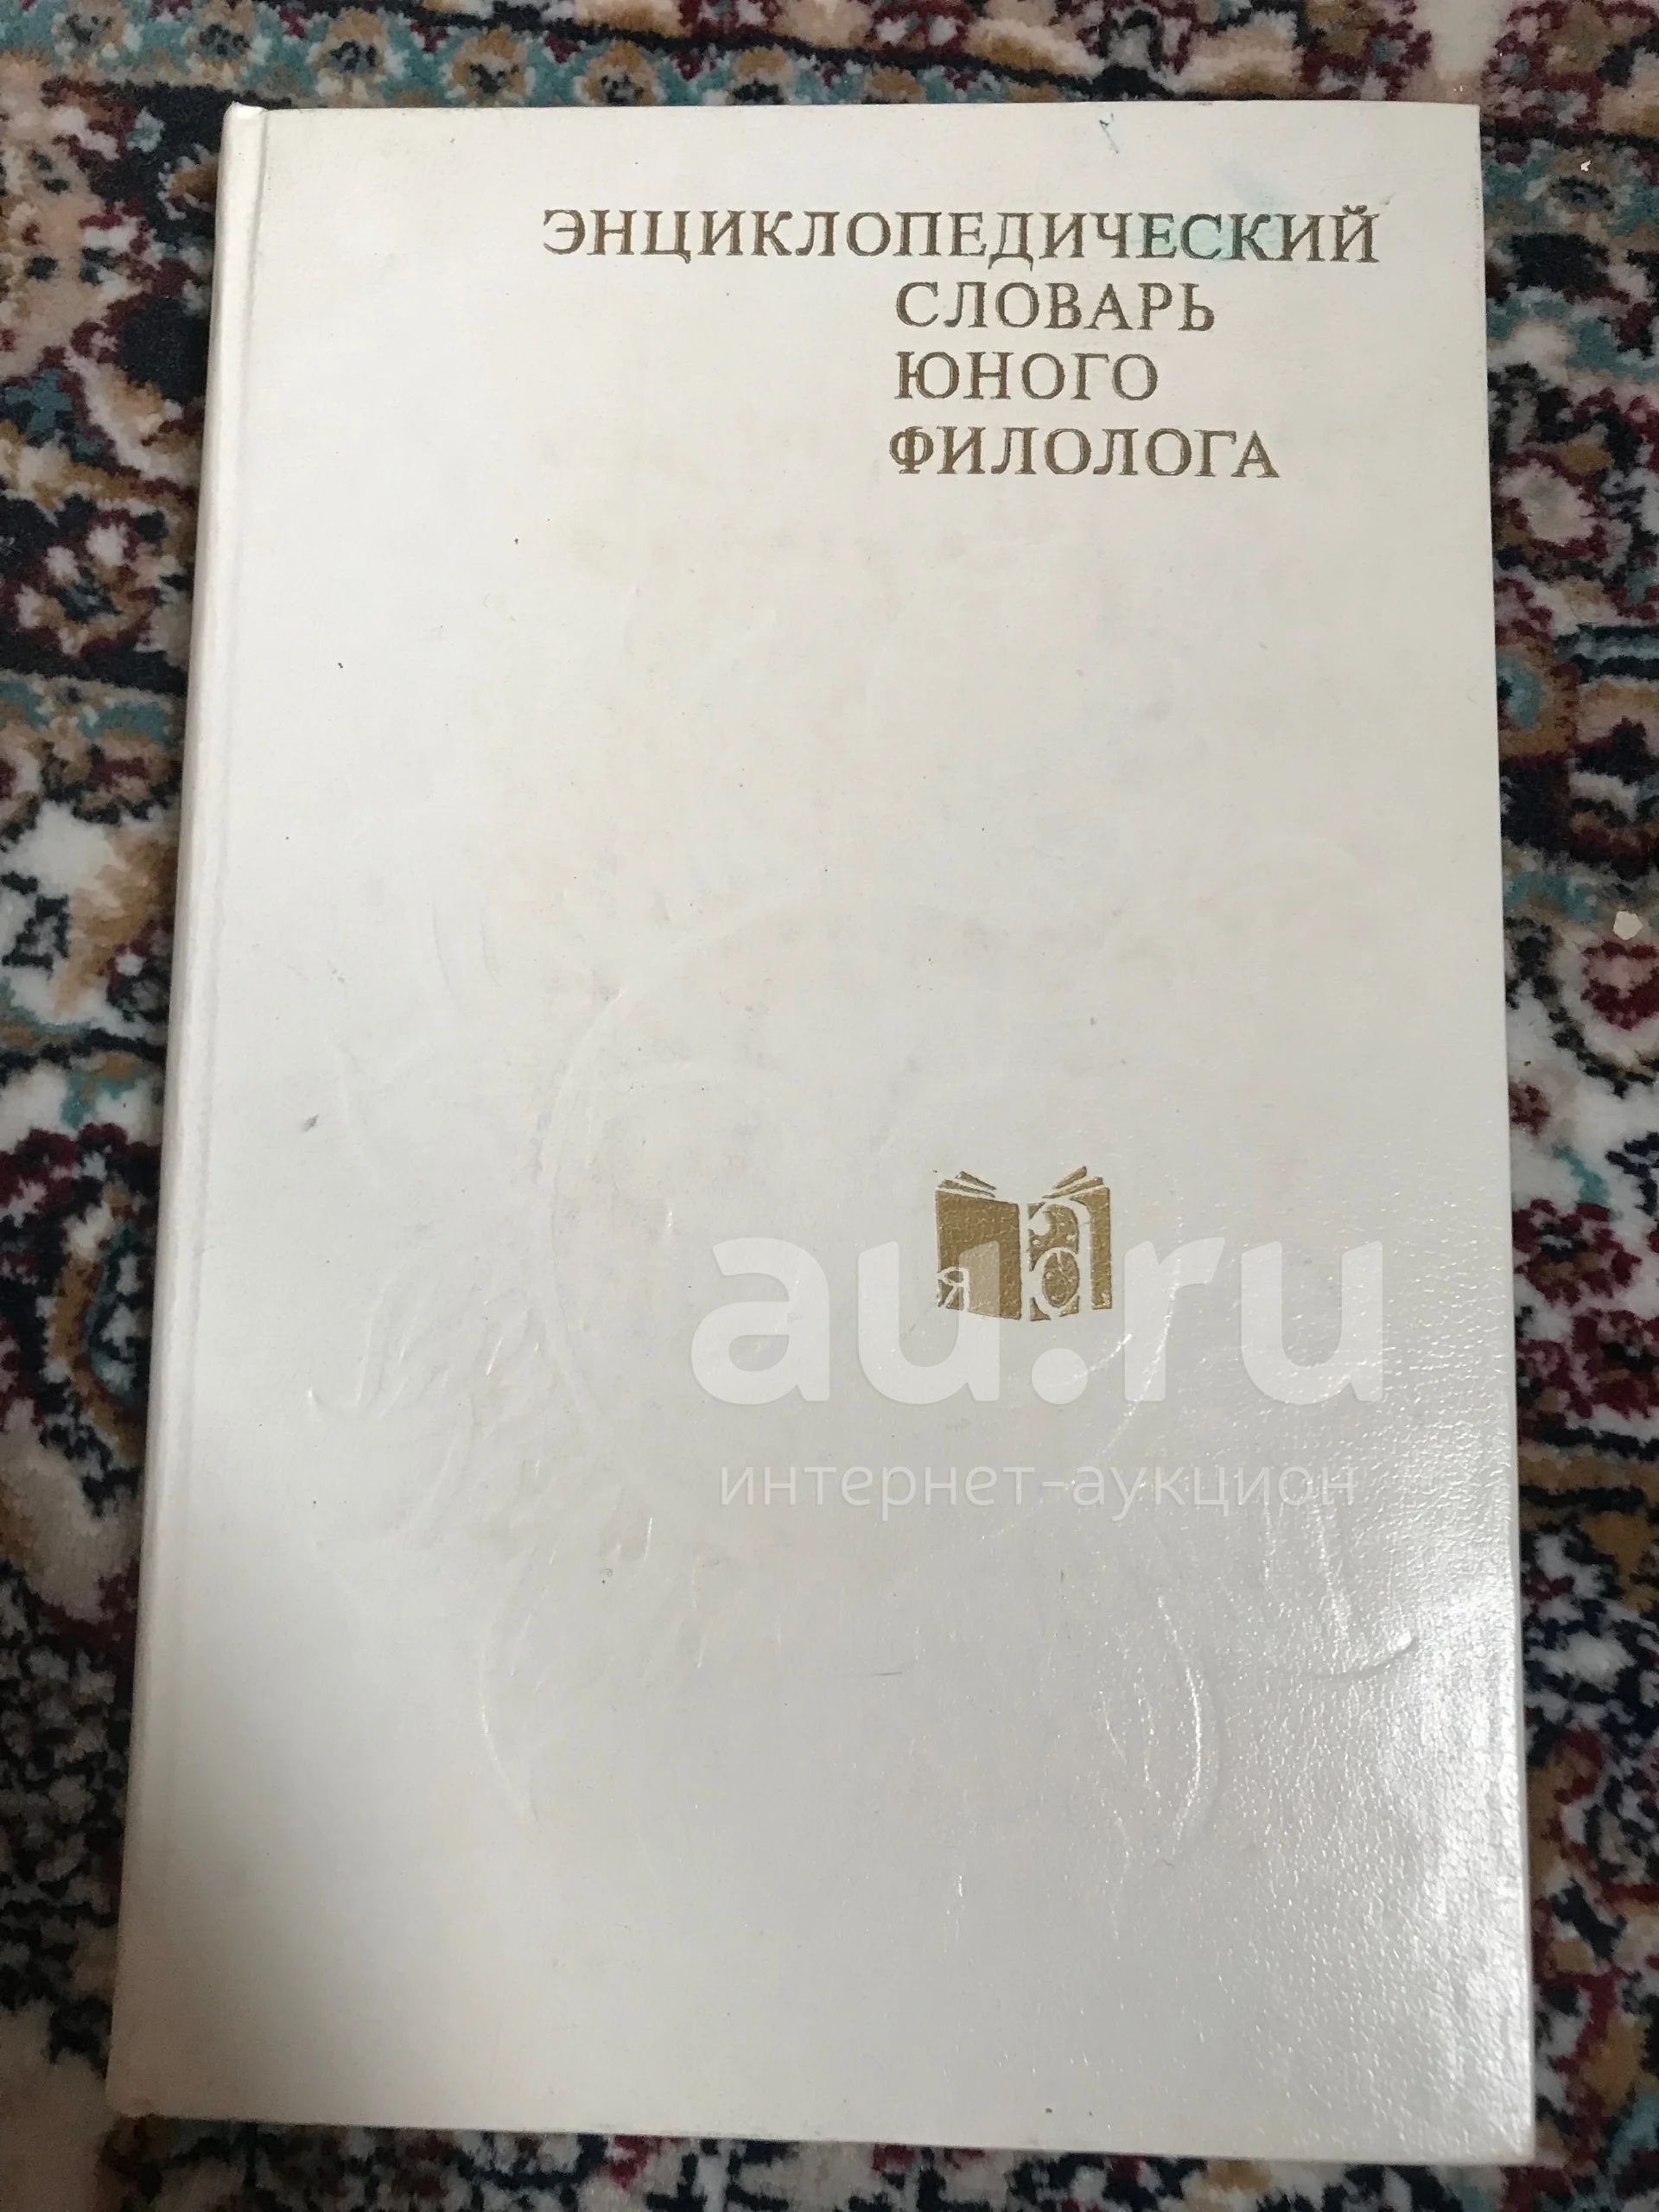 ЭНЦИКЛОПЕДИЧЕСКИЙ
СЛОВАРЬ
ЮНОГО
ФИЛОЛОГА
Я
au.ru
интернет-аукцион